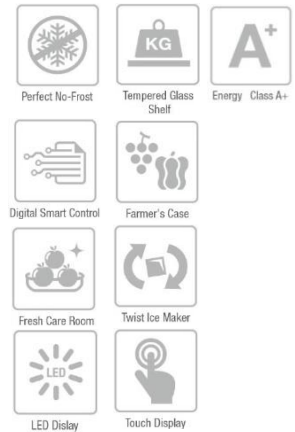 KG
A+
Perfect No-Frost
Tempered Glass
Shelf
Energy Class A+
Digital Smart Control
Farmer's Case
Fresh Care Room
Twist Ice Maker
LED
LED Dislay
Touch Display